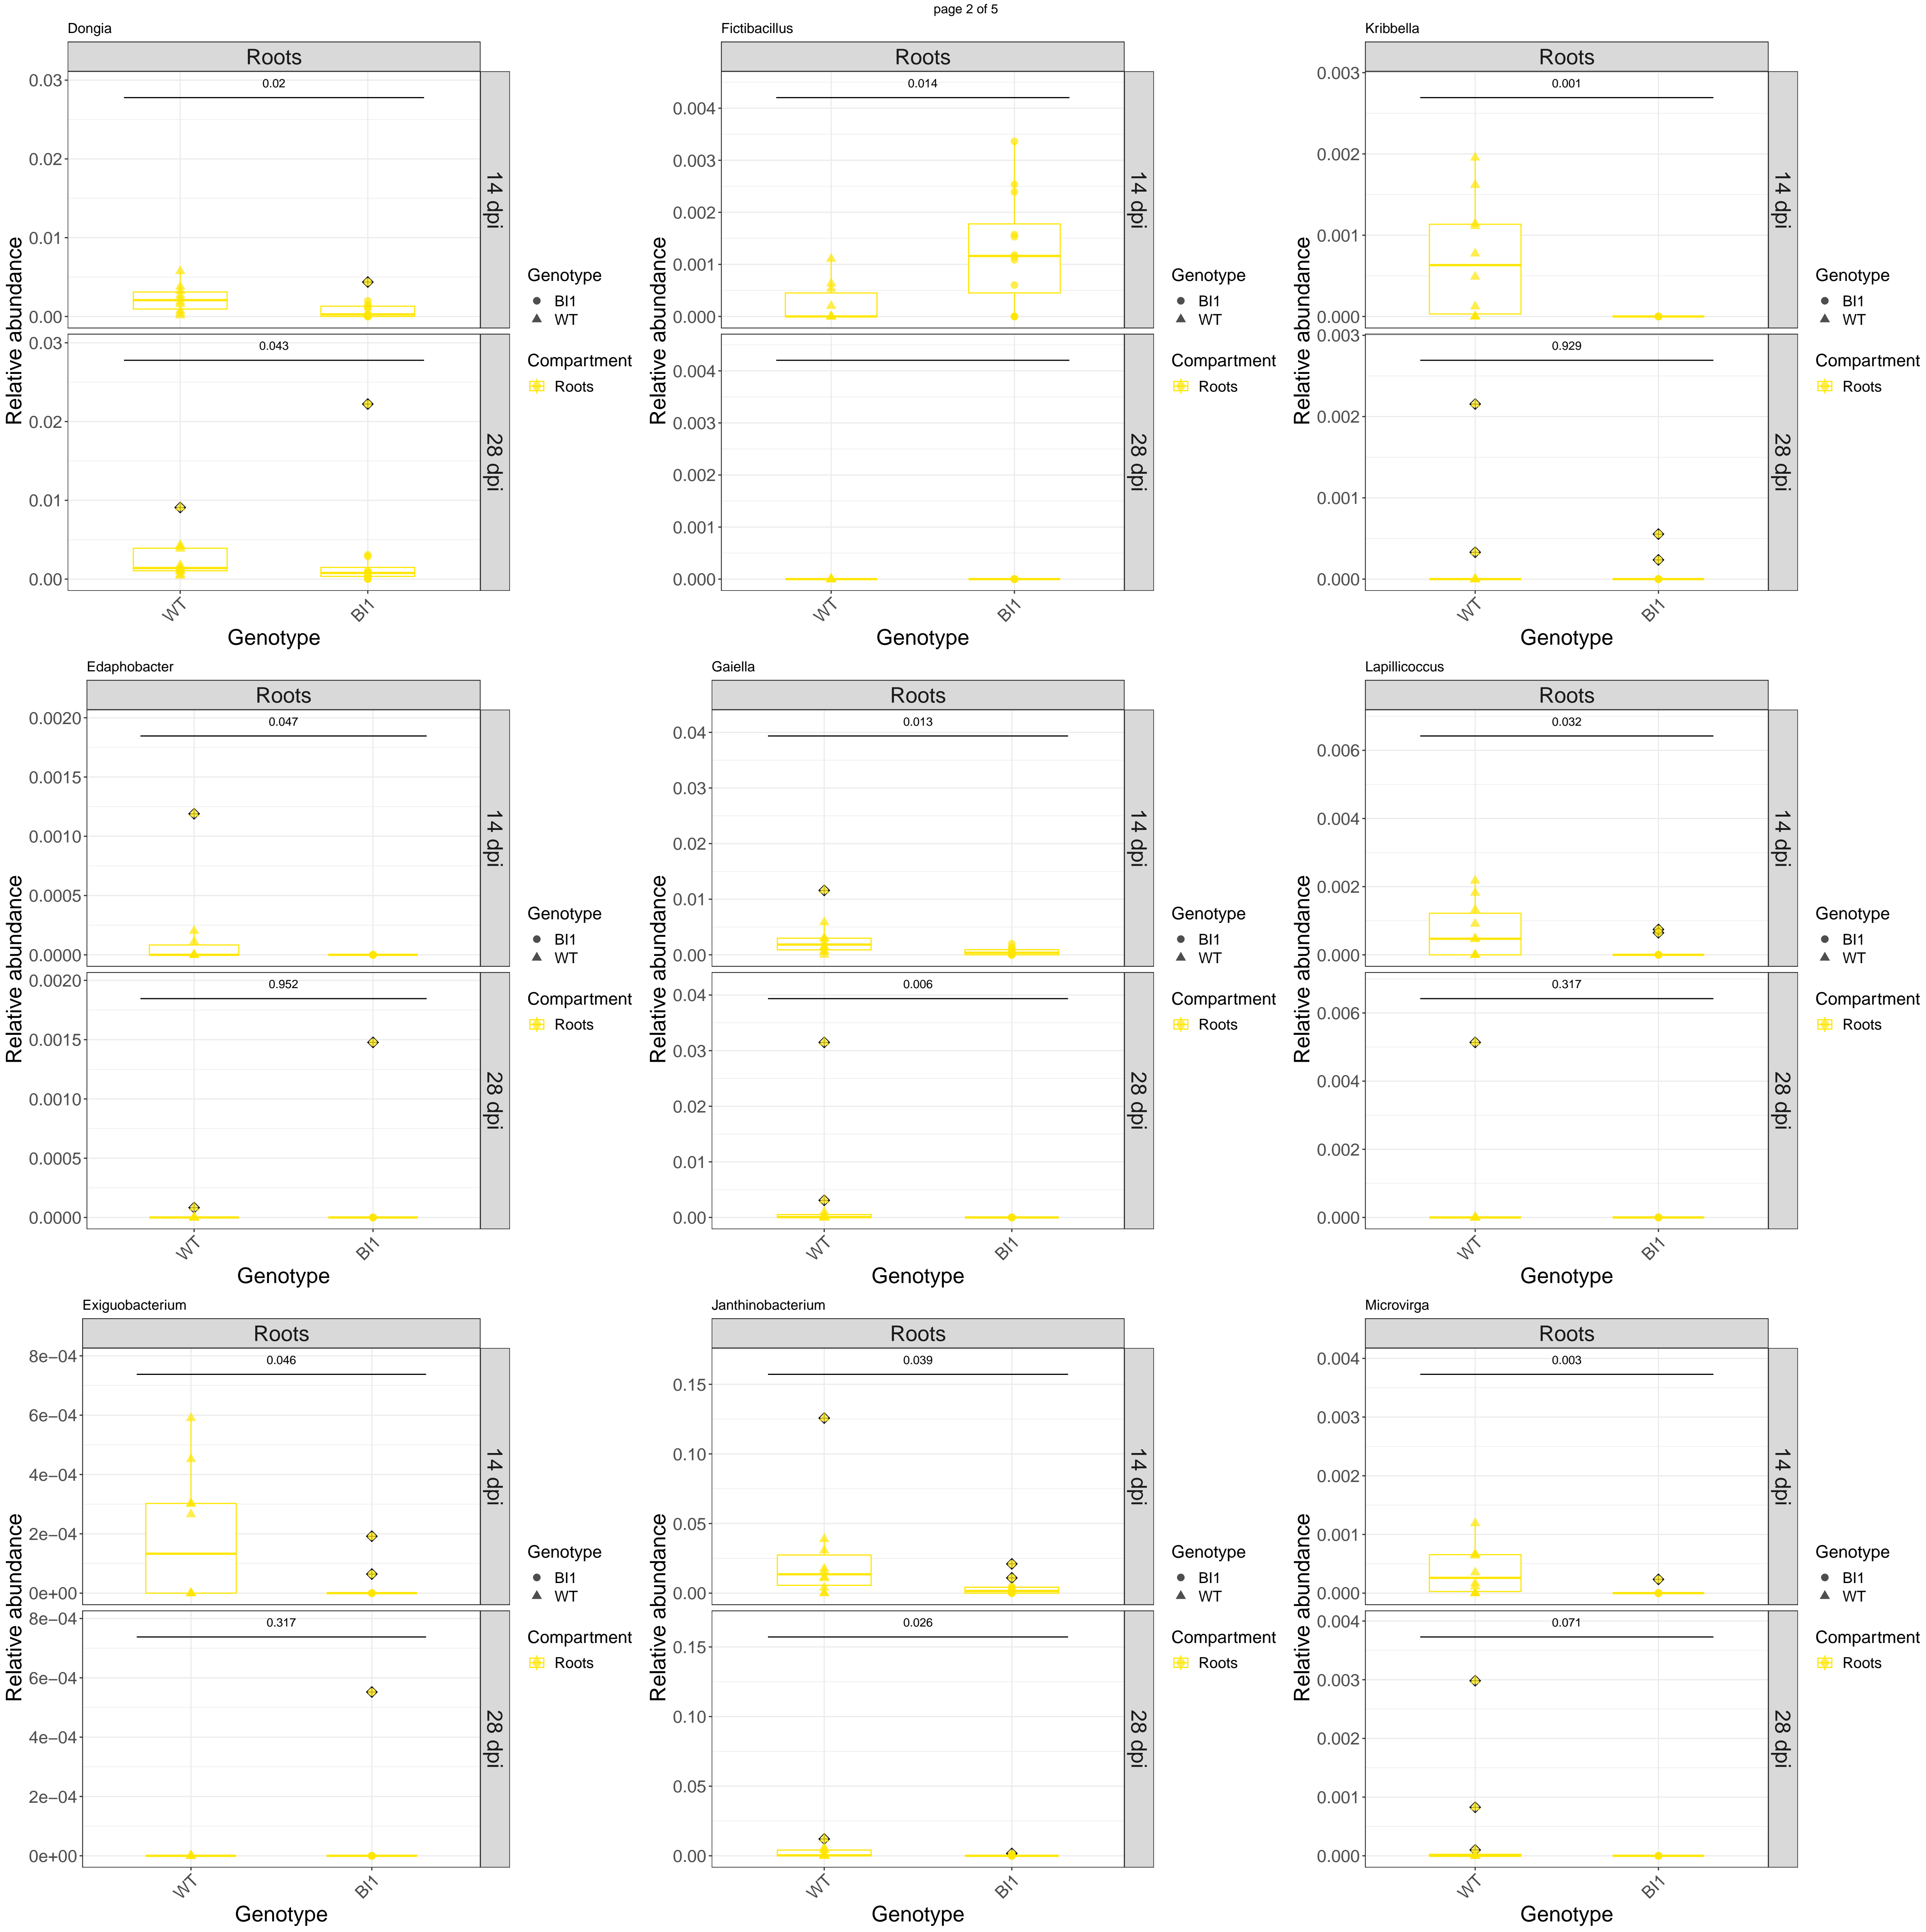 page 2 of 5
Dongia
Roots
0.03
0.02
0.01
0.00
0.02
14 dpi
0.03
0.02
0.01
0.00
0.043
28 dpi
Relative abundance
WT
BI1
Genotype
Genotype
BI1
WT
Compartment
Roots
Fictibacillus
Roots
0.004
0.003
0.002
0.001
0.000
0.014
14 dpi
0.004
0.003
0.002
0.001
0.000
28 dpi
Relative abundance
WT
BI1
Genotype
Genotype
BI1
WT
Compartment
Roots
Kribbella
Roots
0.003
0.002
0.001
0.000
0.001
14 dpi
0.003
0.002
0.001
0.000
0.929
28 dpi
Relative abundance
WT
BI1
Genotype
Genotype
BI1
WT
Compartment
Roots
Edaphobacter
Roots
0.0020
0.0015
0.0010
0.0005
0.0000
0.047
14 dpi
0.0020
0.0015
0.0010
0.0005
0.0000
0.952
28 dpi
Relative abundance
WT
BI1
Genotype
Genotype
BI1
WT
Compartment
Roots
Gaiella
Roots
0.04
0.03
0.02
0.01
0.00
0.013
14 dpi
0.04
0.03
0.02
0.01
0.00
0.006
28 dpi
Relative abundance
WT
BI1
Genotype
Genotype
BI1
WT
Compartment
Roots
Lapillicoccus
Roots
0.006
0.004
0.002
0.000
0.032
14 dpi
0.006
0.004
0.002
0.000
0.317
28 dpi
Relative abundance
WT
BI1
Genotype
Genotype
BI1
WT
Compartment
Roots
Exiguobacterium
Roots
8e−04
6e−04
4e−04
2e−04
0e+00
0.046
14 dpi
8e−04
6e−04
4e−04
2e−04
0e+00
0.317
28 dpi
Relative abundance
WT
BI1
Genotype
Genotype
BI1
WT
Compartment
Roots
Janthinobacterium
Roots
0.15
0.10
0.05
0.00
0.039
14 dpi
0.15
0.10
0.05
0.00
0.026
28 dpi
Relative abundance
WT
BI1
Genotype
Genotype
BI1
WT
Compartment
Roots
Microvirga
Roots
0.004
0.003
0.002
0.001
0.000
0.003
14 dpi
0.004
0.003
0.002
0.001
0.000
0.071
28 dpi
Relative abundance
WT
BI1
Genotype
Genotype
BI1
WT
Compartment
Roots